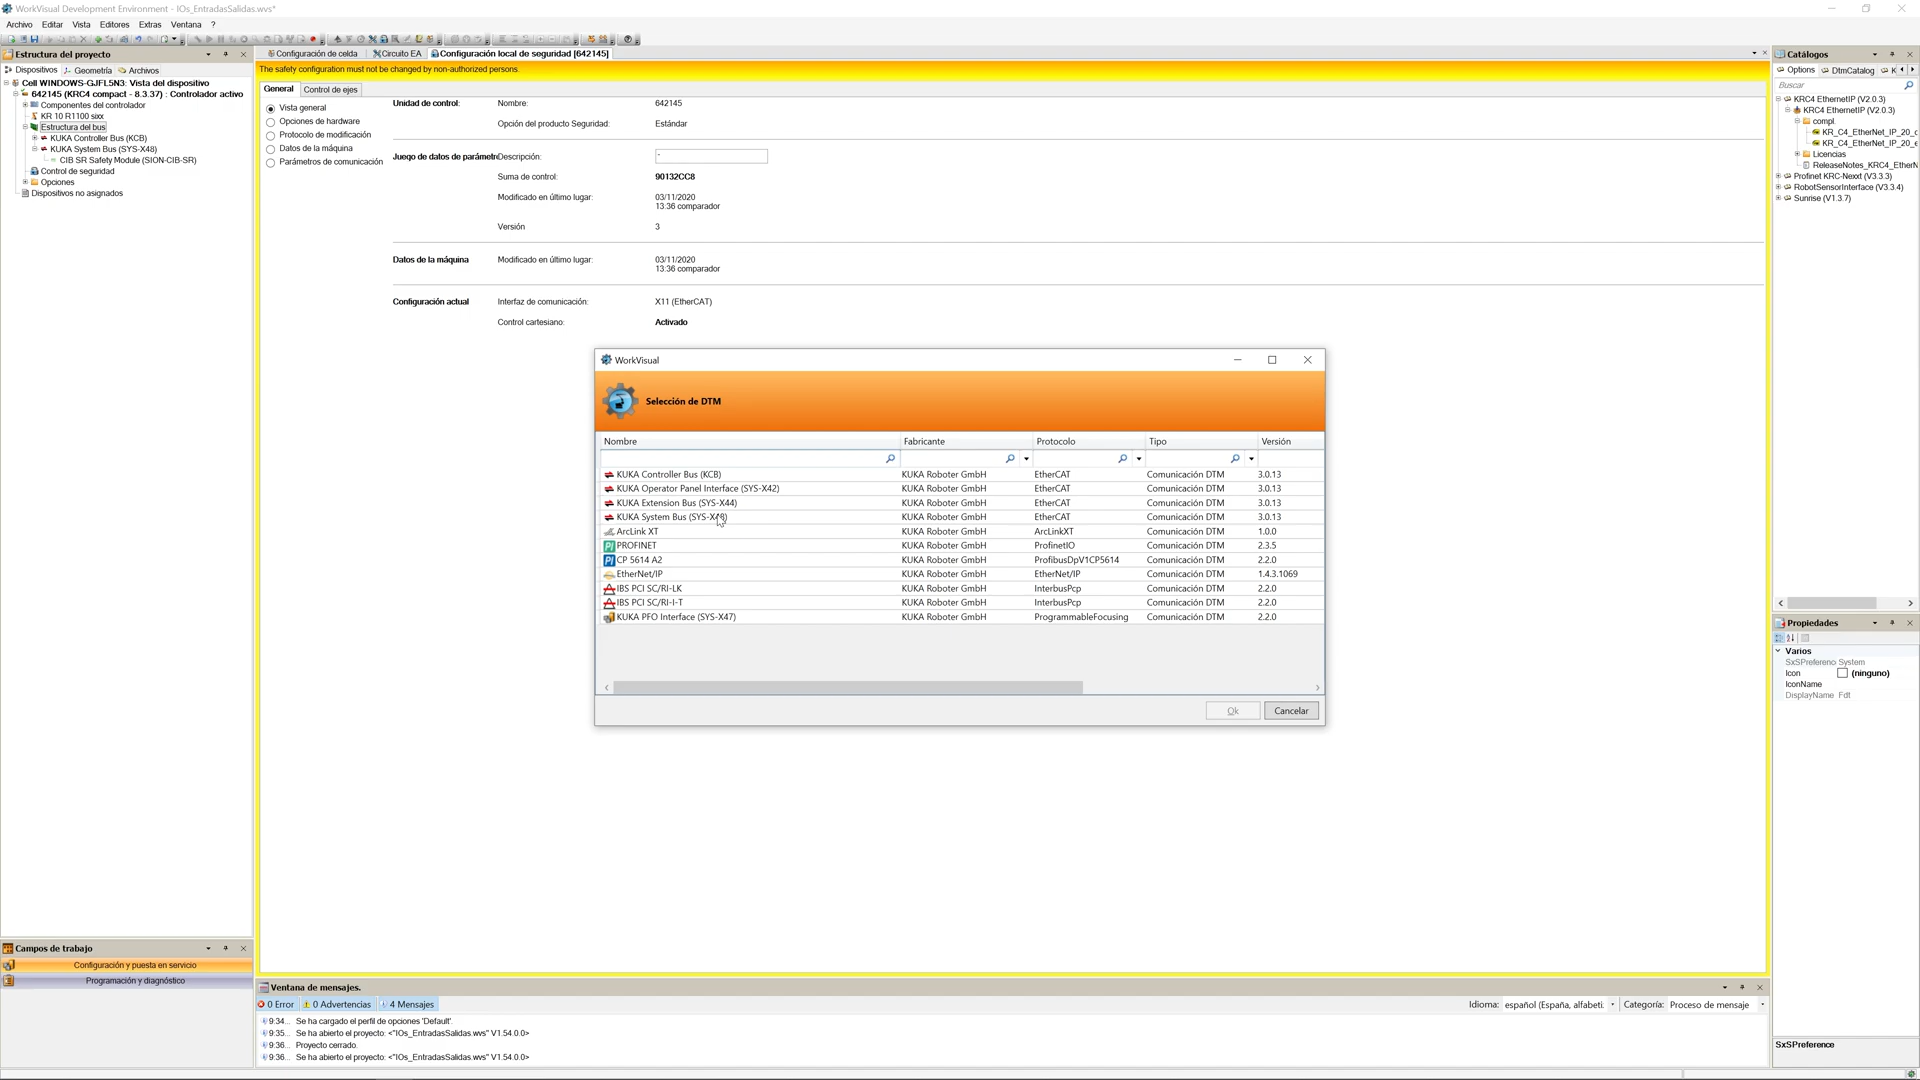 WorkVisual Development Environment - IOs_EntradasSalidas.wvs*
Archivo Editar Vista Editores Extras Ventana ?
Estructura del proyecto
Dispositivos Geometría Archivos
Cell WINDOWS-GJFL5N3: Vista del dispositivo
642145 (KRC4 compact - 8.3.37) : Controlador activo
Componentes del controlador
KR 10 R1100 sixx
Estructura del bus
KUKA Controller Bus (KCB)
KUKA System Bus (SYS-X48)
CIB SR Safety Module (SION-CIB-SR)
Control de seguridad
Opciones
Dispositivos no asignados
Configuración de celda Circuito EA Configuración local de seguridad [642145]
The safety configuration must not be changed by non-authorized persons.
General Control de ejes
Vista general
Opciones de hardware
Protocolo de modificación
Datos de la máquina
Parámetros de comunicación
Unidad de control: Nombre: 642145
Opción del producto Seguridad: Estándar
Juego de datos de parámetro Descripción: -
Suma de control: 90132CC8
Modificado en último lugar: 03/11/2020
13:36 comparador
Versión 3
Datos de la máquina Modificado en último lugar: 03/11/2020
13:36 comparador
Configuración actual Interfaz de comunicación: X11 (EtherCAT)
Control cartesiano: Activado
WorkVisual
Selección de DTM
Nombre Fabricante Protocolo Tipo Versión
KUKA Controller Bus (KCB) KUKA Roboter GmbH EtherCAT Comunicación DTM 3.0.13
KUKA Operator Panel Interface (SYS-X42) KUKA Roboter GmbH EtherCAT Comunicación DTM 3.0.13
KUKA Extension Bus (SYS-X44) KUKA Roboter GmbH EtherCAT Comunicación DTM 3.0.13
KUKA System Bus (SYS-X48) KUKA Roboter GmbH EtherCAT Comunicación DTM 3.0.13
ArcLink XT KUKA Roboter GmbH ArcLinkXT Comunicación DTM 1.0.0
PROFINET KUKA Roboter GmbH ProfinetIO Comunicación DTM 2.3.5
CP 5614 A2 KUKA Roboter GmbH ProfibusDpV1CP5614 Comunicación DTM 2.2.0
EtherNet/IP KUKA Roboter GmbH EtherNet/IP Comunicación DTM 1.4.3.1069
IBS PCI SC/RI-LK KUKA Roboter GmbH InterbusPcp Comunicación DTM 2.2.0
IBS PCI SC/RI-I-T KUKA Roboter GmbH InterbusPcp Comunicación DTM 2.2.0
KUKA PFO Interface (SYS-X47) KUKA Roboter GmbH ProgrammableFocusing Comunicación DTM 2.2.0
Ok Cancelar
Catálogos
Options DtmCatalog K
Buscar
KRC4 EthernetIP (V2.0.3)
KRC4 EthernetIP (V2.0.3)
compl.
KR_C4_EtherNet_IP_20_c
KR_C4_EtherNet_IP_20_e
Licencias
ReleaseNotes_KRC4_EtherN
Profinet KRC-Nexxt (V3.3.3)
RobotSensorInterface (V3.3.4)
Sunrise (V1.3.7)
Propiedades
Varios
SxSPreferenc System
Icon (ninguno)
IconName
DisplayName Fdt
SxSPreference
Campos de trabajo
Configuración y puesta en servicio
Programación y diagnóstico
Ventana de mensajes.
0 Error 0 Advertencias 4 Mensajes Idioma: español (España, alfabeti: Categoría: Proceso de mensaje
9:34... Se ha cargado el perfil de opciones 'Default'.
9:35... Se ha abierto el proyecto: <"IOs_EntradasSalidas.wvs" V1.54.0.0>
9:36... Proyecto cerrado.
9:36... Se ha abierto el proyecto: <"IOs_EntradasSalidas.wvs" V1.54.0.0>